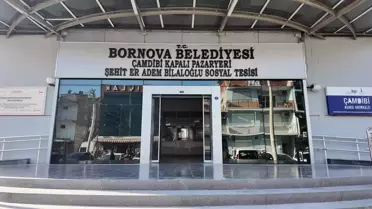 T.C.
BORNOVA BELEDİYESİ
ÇAMDİBİ KAPALI PAZARYERİ
ŞEHİT ER ADEM BİLALOĞLU SOSYAL TESİSİ
ÇAMDİBİ